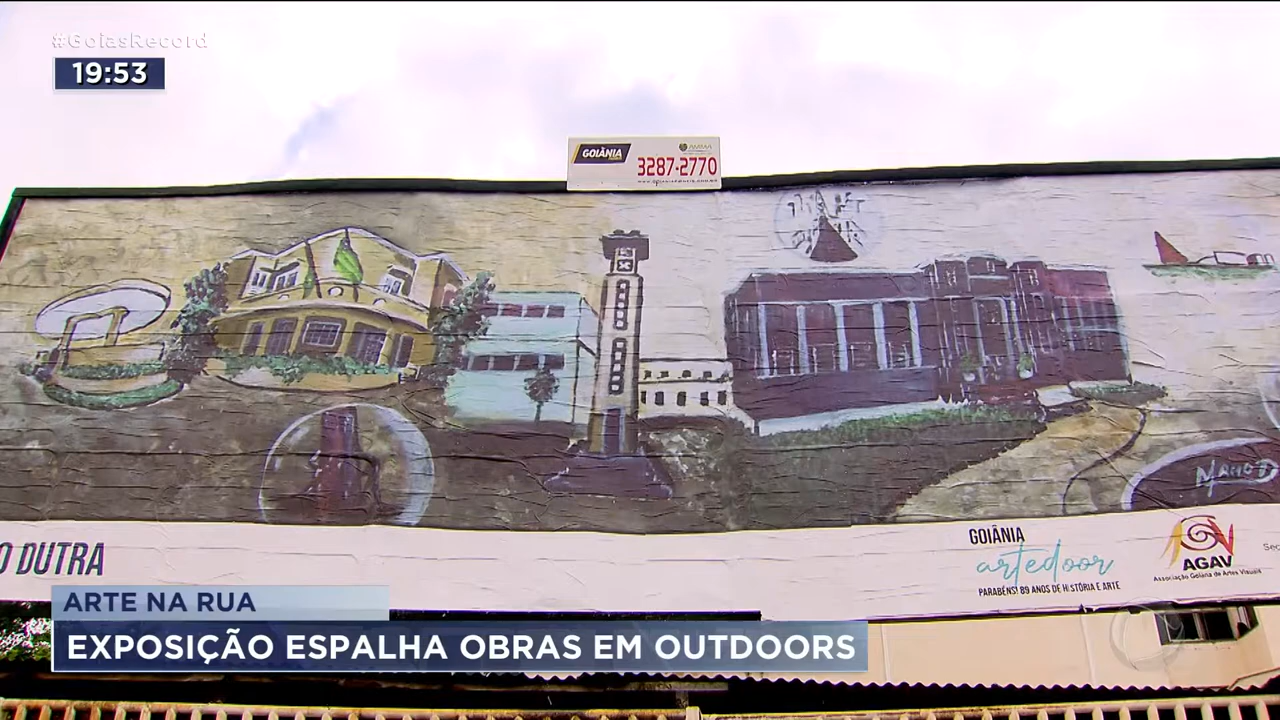 #GoiasRecord
19:53
GOIÂNIA
3287-2770
O DUTRA
GOIÂNIA
artedoor
PARABÉNS! 89 ANOS DE HISTÓRIA E ARTE
AGAV
Associação Goiana de Artes Visuais
ARTE NA RUA
EXPOSIÇÃO ESPALHA OBRAS EM OUTDOORS